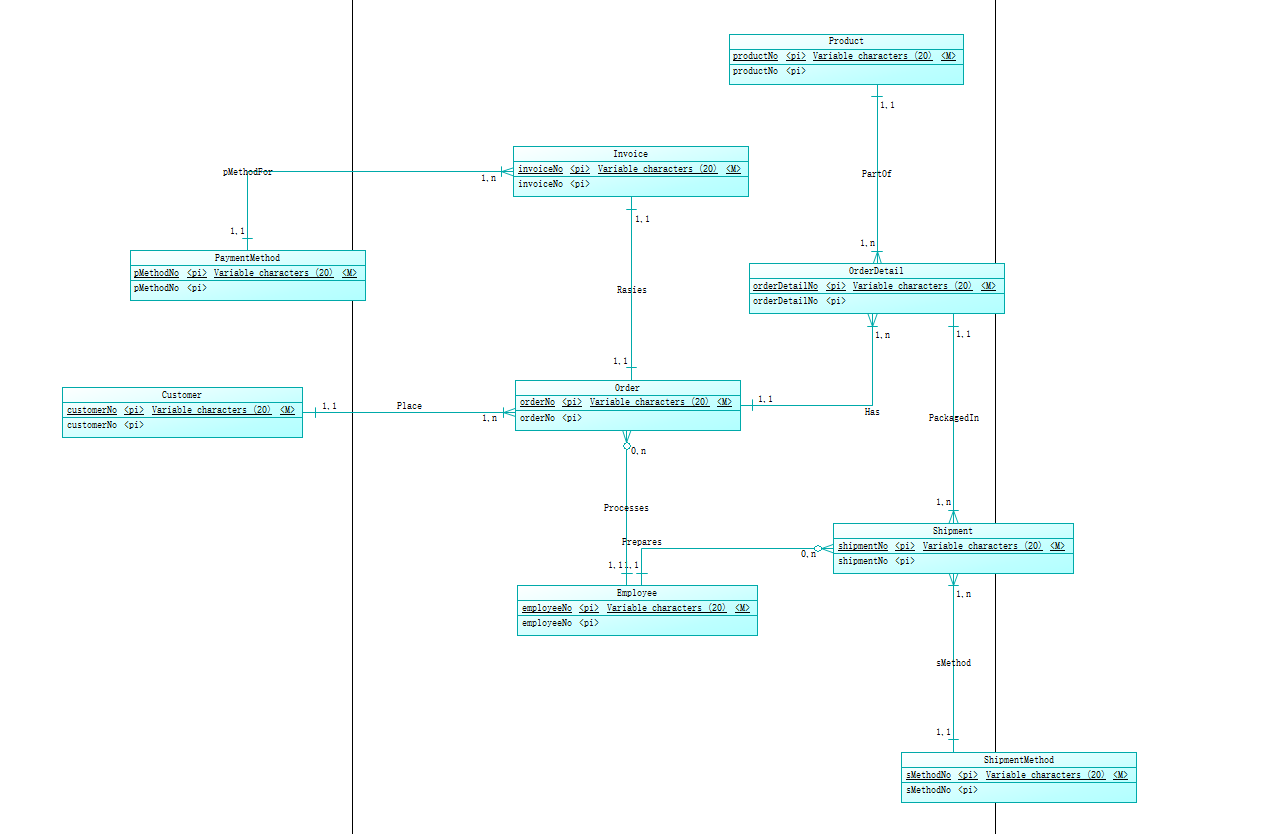 Product
productNo <pi> Variable characters (20) <M>
productNo <pi>
1,1
Invoice
invoiceNo <pi> Variable characters (20) <M>
invoiceNo <pi>
pMethodFor
1,n
PartOf
1,1
1,1
1,n
PaymentMethod
pMethodNo <pi> Variable characters (20) <M>
pMethodNo <pi>
OrderDetail
orderDetailNo <pi> Variable characters (20) <M>
orderDetailNo <pi>
Rasies
1,n
1,1
1,1
Customer
customerNo <pi> Variable characters (20) <M>
customerNo <pi>
1,1
Place
1,n
Order
orderNo <pi> Variable characters (20) <M>
orderNo <pi>
1,1
Has
PackagedIn
0,n
Processes
1,n
Prepares
0,n
Shipment
shipmentNo <pi> Variable characters (20) <M>
shipmentNo <pi>
1,1
1,1
Employee
employeeNo <pi> Variable characters (20) <M>
employeeNo <pi>
1,n
sMethod
1,1
ShipmentMethod
sMethodNo <pi> Variable characters (20) <M>
sMethodNo <pi>